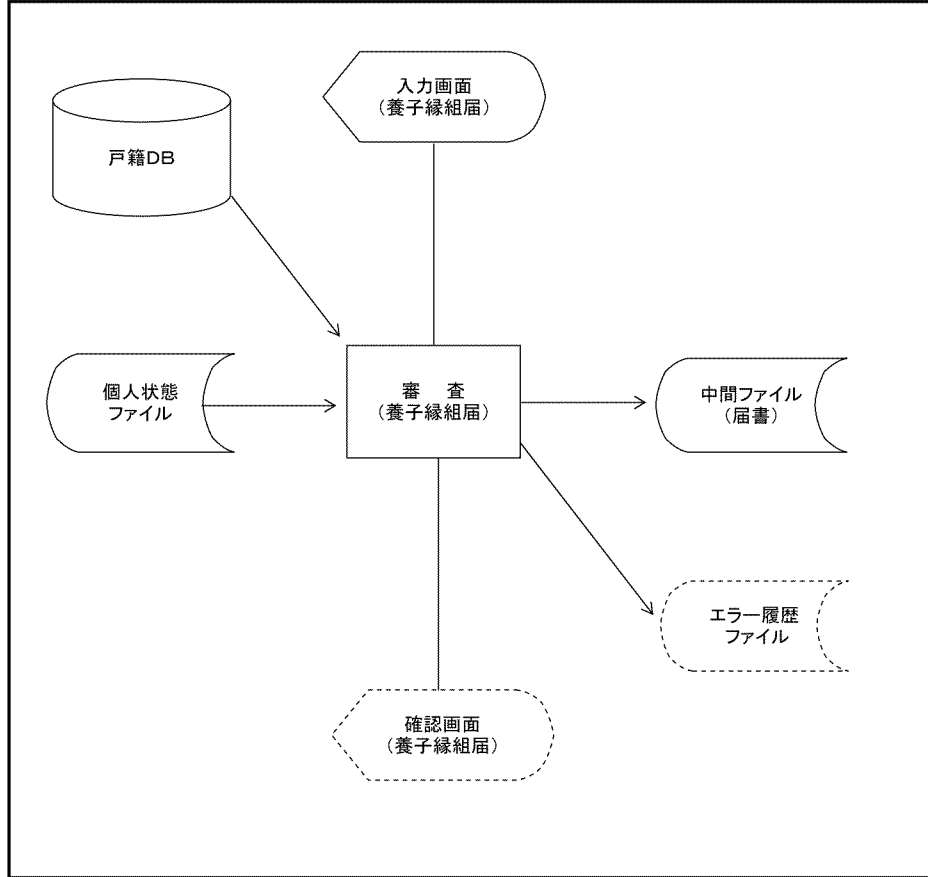 入力画面
（養子縁組届）
戸籍ＤＢ
個人状態
ファイル
審　査
（養子縁組届）
中間ファイル
（届書）
エラー履歴
ファイル
確認画面
（養子縁組届）